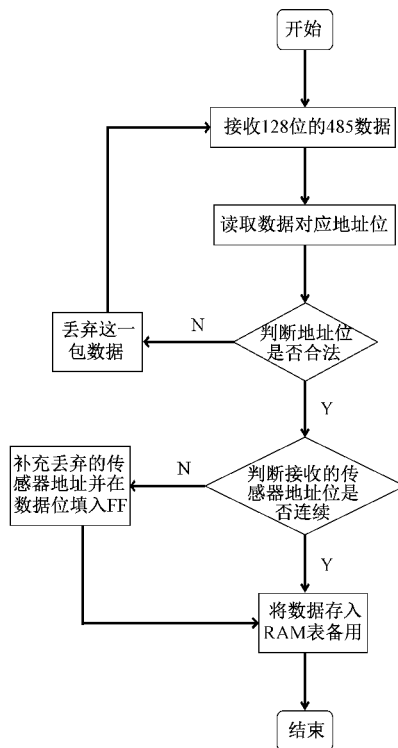 开始
接收128位的485数据
读取数据对应地址位
丢弃这一
包数据
N
判断地址位
是否合法
Y
补充丢弃的传
感器地址并在
数据位填入FF
N
判断接收的传
感器地址位是
否连续
Y
将数据存入
RAM表备用
结束